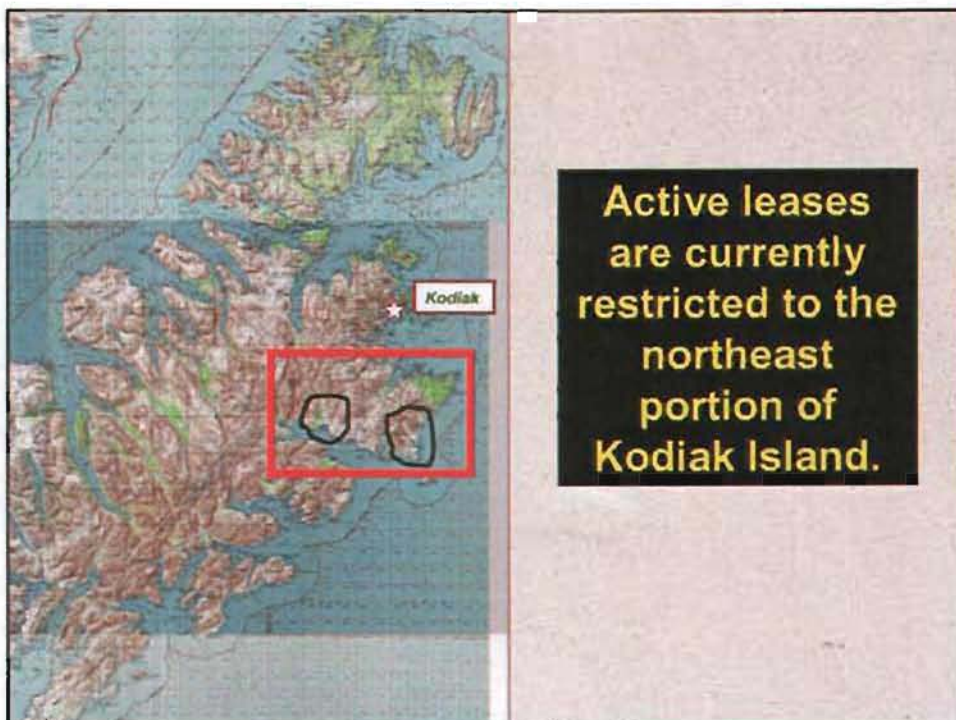 Kodiak
Active leases
are currently
restricted to the
northeast
portion of
Kodiak Island.